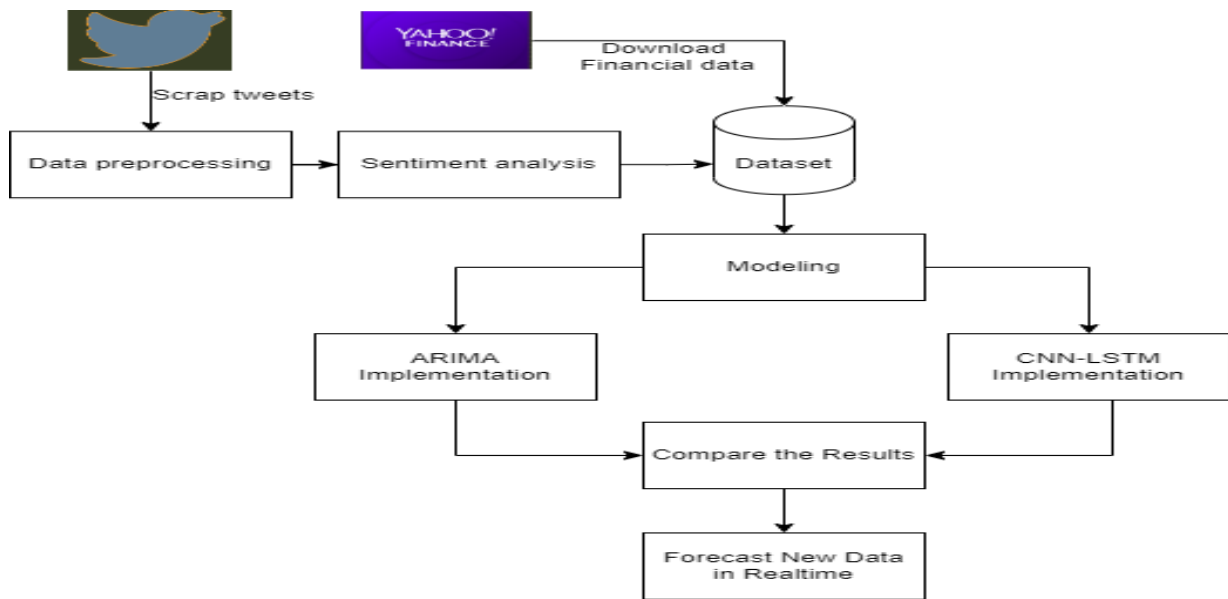 YAHOO!
FINANCE
Download
Financial data
Scrap tweets
Data preprocessing
Sentiment analysis
Dataset
Modeling
ARIMA
Implementation
CNN-LSTM
Implementation
Compare the Results
Forecast New Data
in Realtime